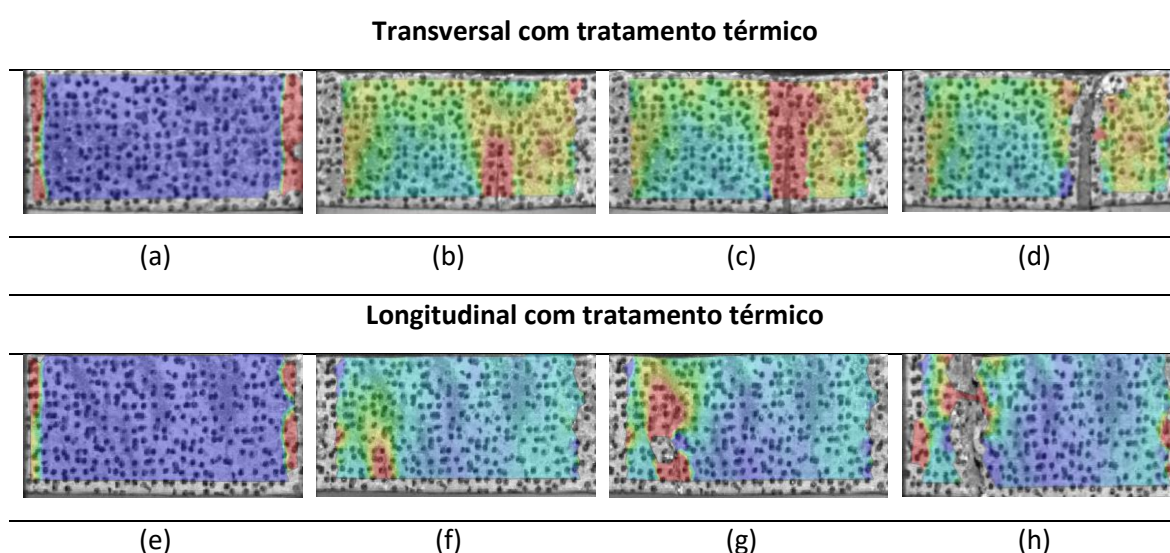 Transversal com tratamento térmico
(a) (b) (c) (d)
Longitudinal com tratamento térmico
(e) (f) (g) (h)